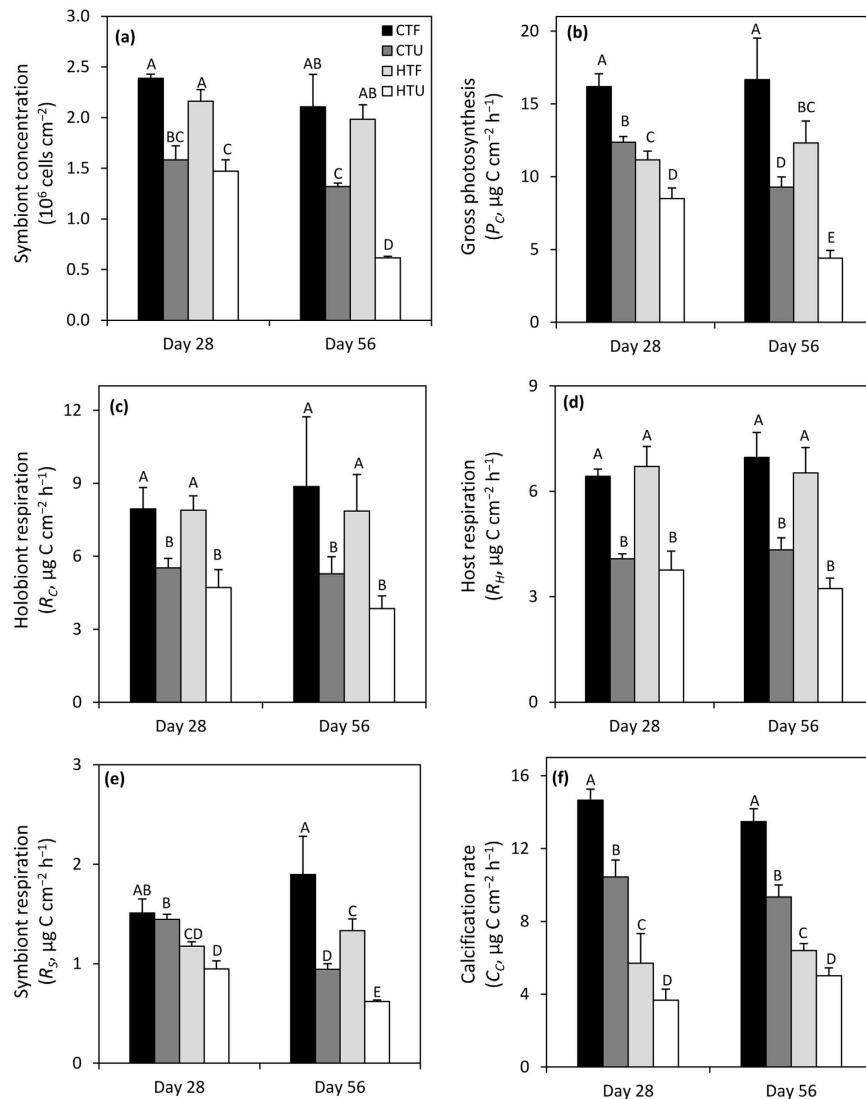 (a)
CTF
CTU
HTF
HTU
Symbiont concentration
(10⁶ cells cm⁻²)
3.0
2.5
2.0
1.5
1.0
0.5
0.0
A
BC
A
C
AB
C
AB
D
Day 28
Day 56
(b)
Gross photosynthesis
(P_C, µg C cm⁻² h⁻¹)
20
15
10
5
0
A
B
C
D
A
D
BC
E
Day 28
Day 56
(c)
Holobiont respiration
(R_C, µg C cm⁻² h⁻¹)
12
9
6
3
0
A
B
A
B
A
B
A
B
Day 28
Day 56
(d)
Host respiration
(R_H, µg C cm⁻² h⁻¹)
9
6
3
0
A
B
A
B
A
B
A
B
Day 28
Day 56
(e)
Symbiont respiration
(R_S, µg C cm⁻² h⁻¹)
3
2
1
0
AB
B
CD
D
A
D
C
E
Day 28
Day 56
(f)
Calcification rate
(C_C, µg C cm⁻² h⁻¹)
16
12
8
4
0
A
B
C
D
A
B
C
D
Day 28
Day 56